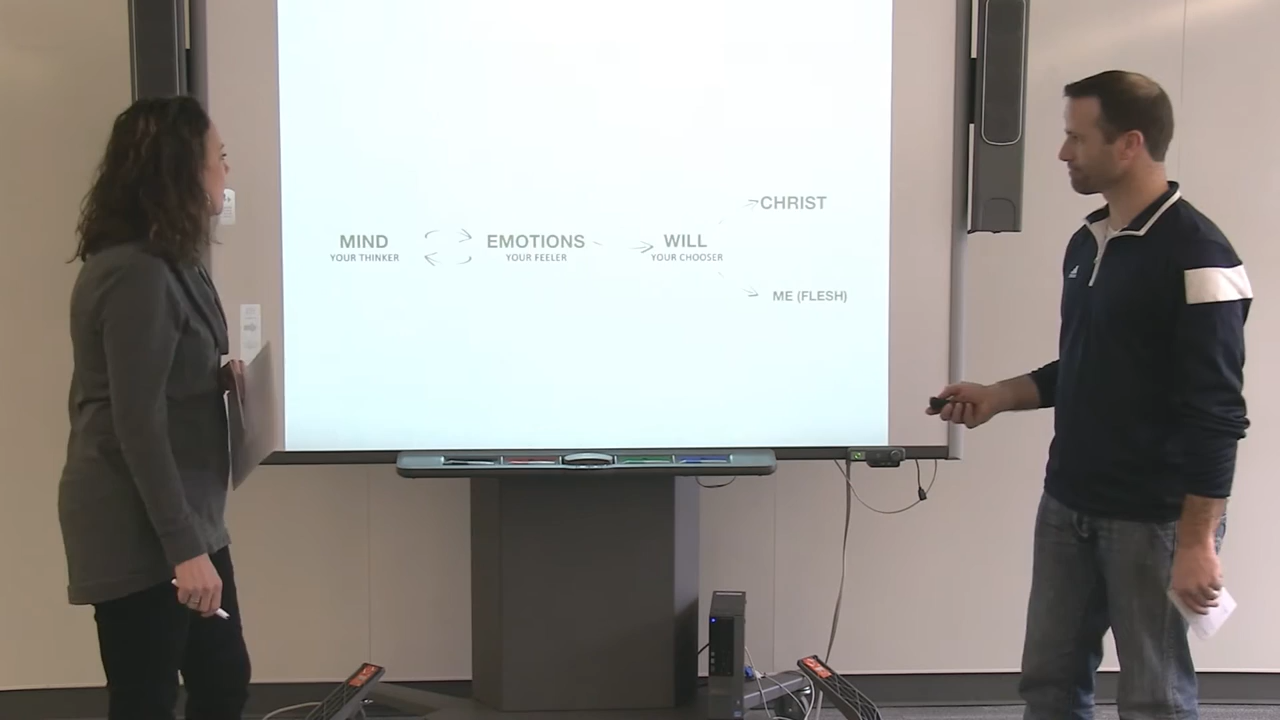 CHRIST
MIND
EMOTIONS
WILL
YOUR THINKER
YOUR FEELER
YOUR CHOOSER
ME (FLESH)